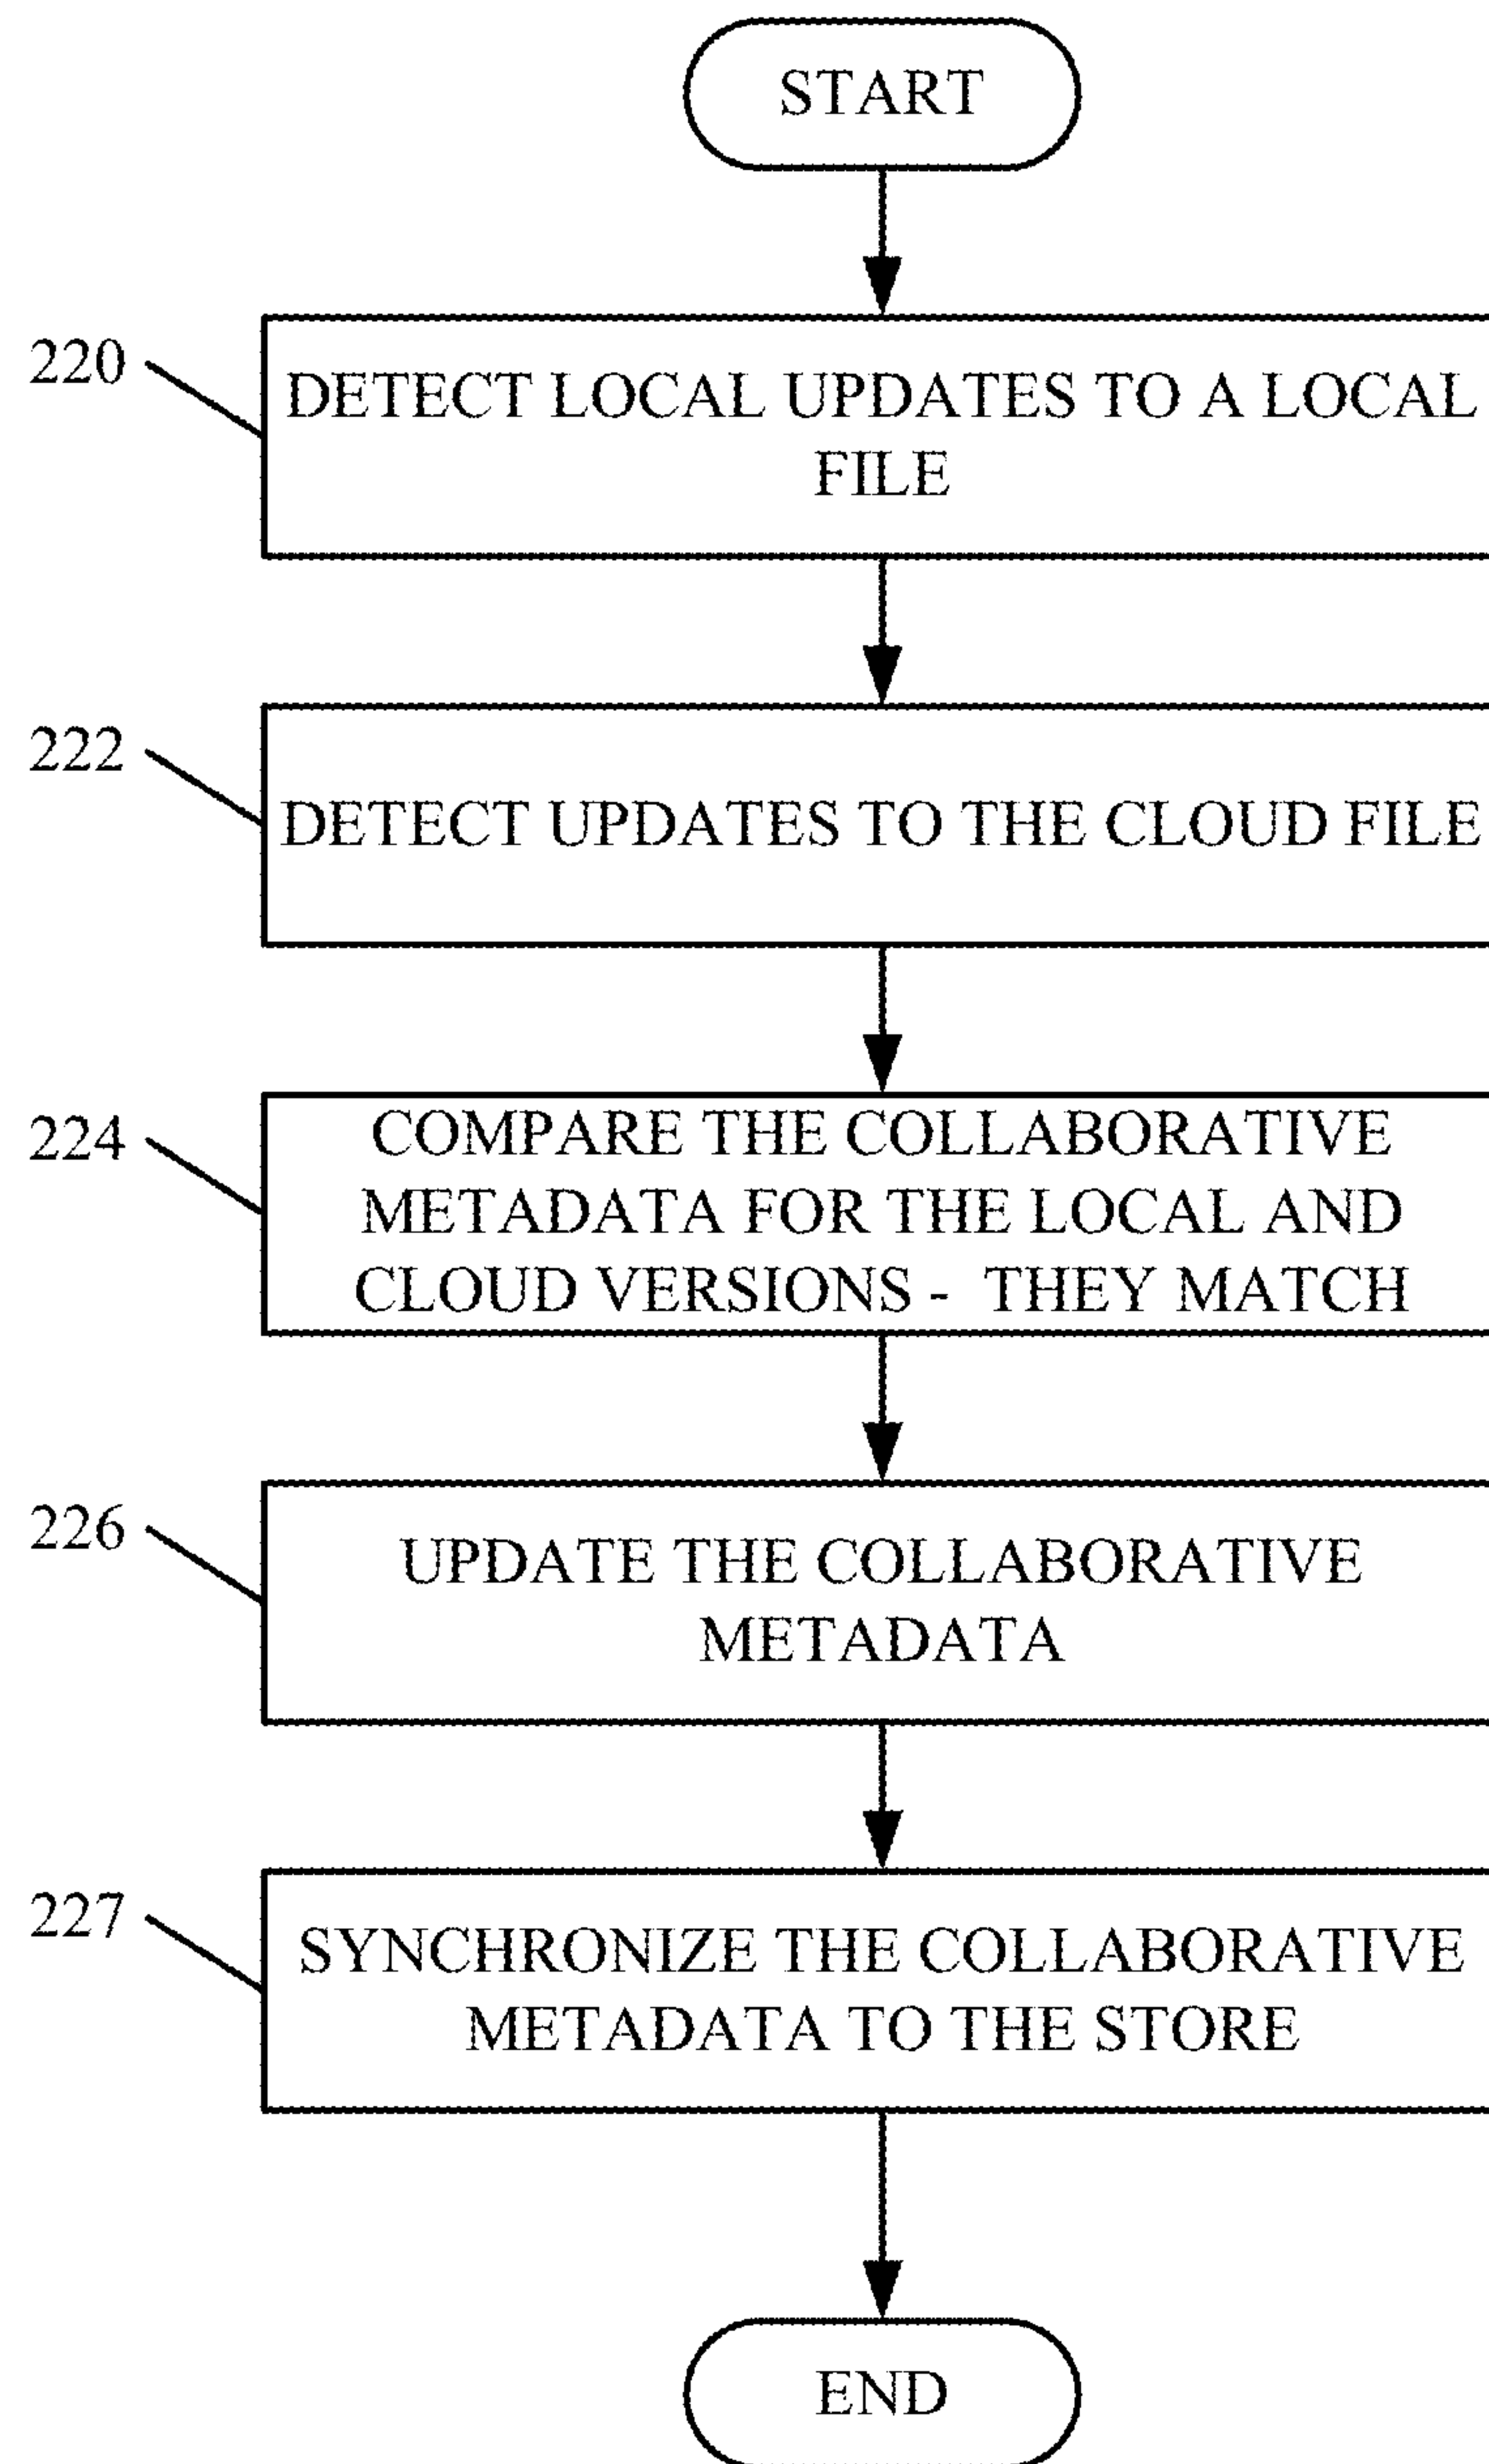 START
220
DETECT LOCAL UPDATES TO A LOCAL
FILE
222
DETECT UPDATES TO THE CLOUD FILE
224
COMPARE THE COLLABORATIVE
METADATA FOR THE LOCAL AND
CLOUD VERSIONS - THEY MATCH
226
UPDATE THE COLLABORATIVE
METADATA
227
SYNCHRONIZE THE COLLABORATIVE
METADATA TO THE STORE
END